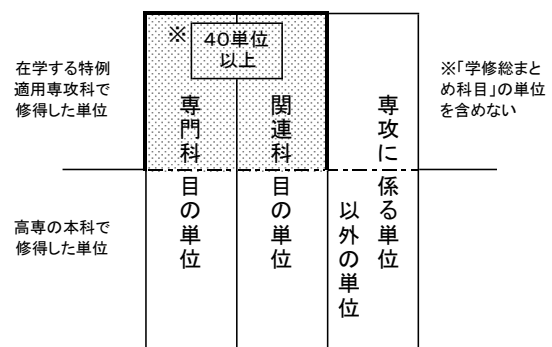 ※
40単位
以上
在学する特例
適用専攻科で
修得した単位
専門科目の単位
関連科目の単位
専攻に係る単位
以外の単位
※「学修総まと
め科目」の単位
を含めない
高専の本科で
修得した単位